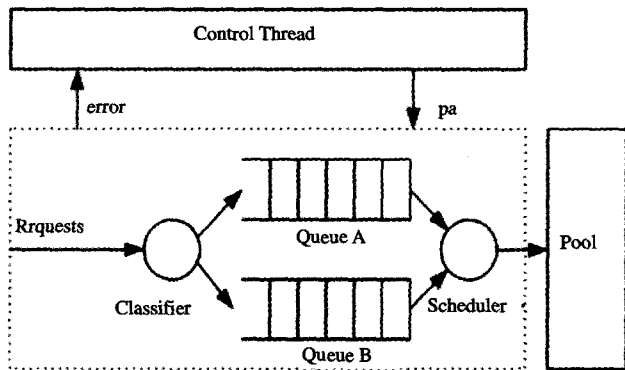 Control Thread
error
pa
Rrquests
Queue A
Pool
Classifier
Scheduler
Queue B